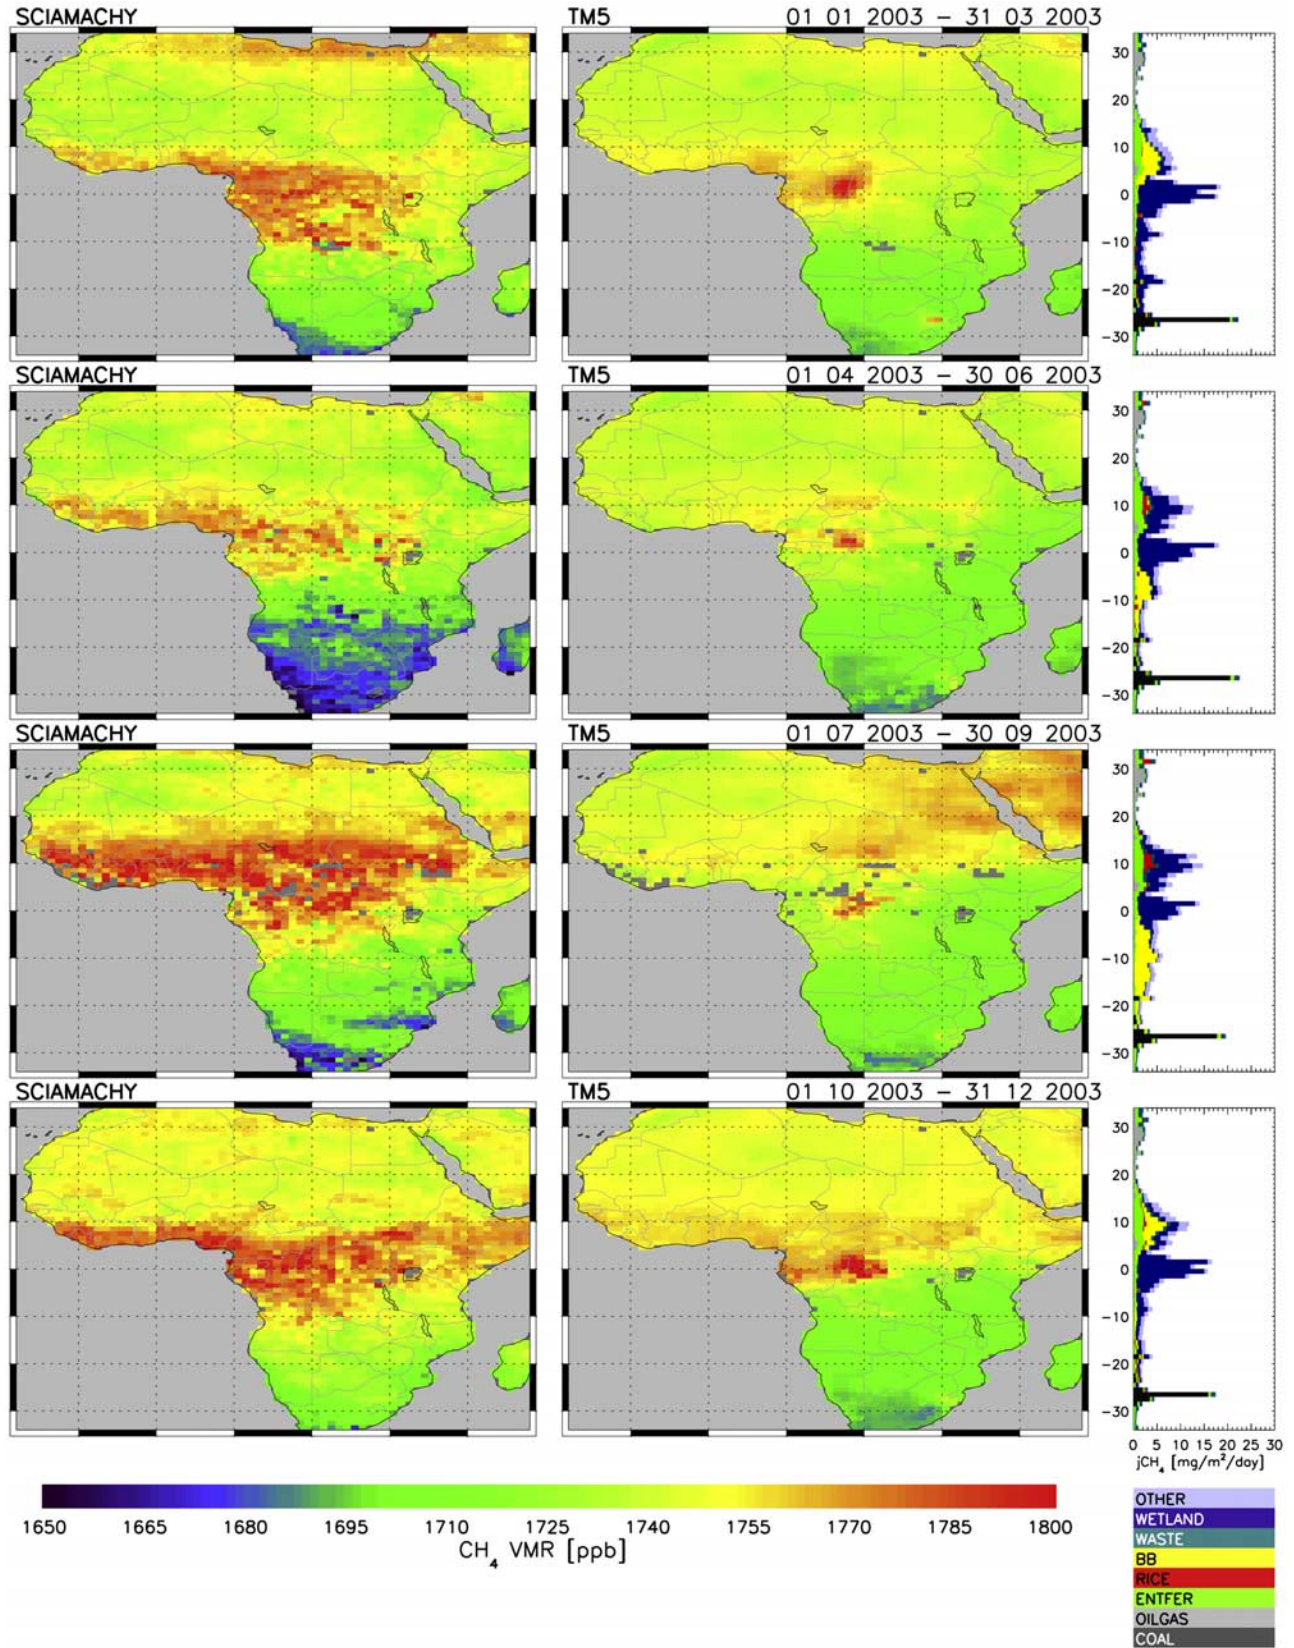 SCIAMACHY TM5 01 01 2003 – 31 03 2003
30
20
10
0
-10
-20
-30
SCIAMACHY TM5 01 04 2003 – 30 06 2003
30
20
10
0
-10
-20
-30
SCIAMACHY TM5 01 07 2003 – 30 09 2003
30
20
10
0
-10
-20
-30
SCIAMACHY TM5 01 10 2003 – 31 12 2003
30
20
10
0
-10
-20
-30
0 5 10 15 20 25 30
jCH₄ [mg/m²/day]
1650 1665 1680 1695 1710 1725 1740 1755 1770 1785 1800
CH₄ VMR [ppb]
OTHER
WETLAND
WASTE
BB
RICE
ENTFER
OILGAS
COAL